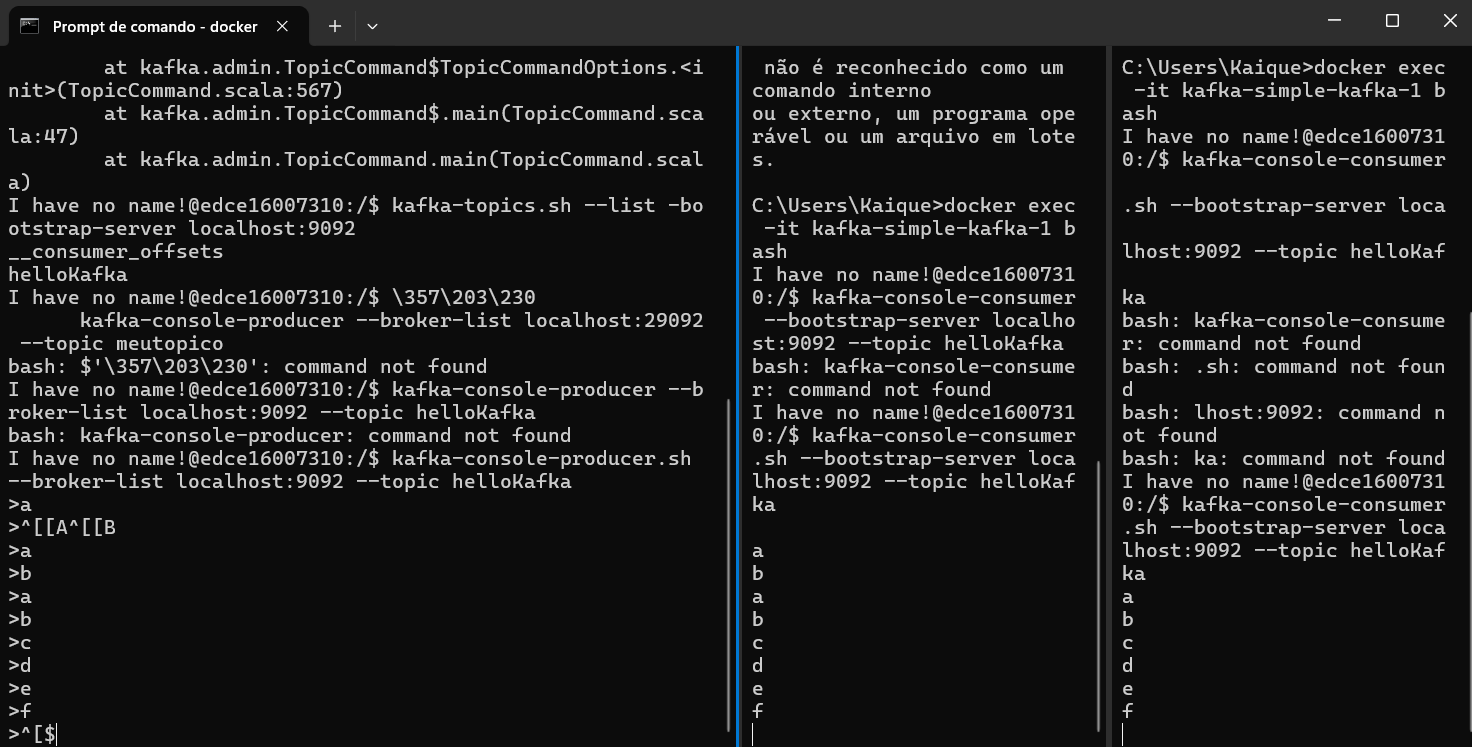 Prompt de comando - docker
at kafka.admin.TopicCommand$TopicCommandOptions.<i
nit>(TopicCommand.scala:567)
at kafka.admin.TopicCommand$.main(TopicCommand.sca
la:47)
at kafka.admin.TopicCommand.main(TopicCommand.scal
a)
I have no name!@edce16007310:/$ kafka-topics.sh --list -bo
otstrap-server localhost:9092
__consumer_offsets
helloKafka
I have no name!@edce16007310:/$ \357\203\230
kafka-console-producer --broker-list localhost:29092
--topic meutopico
bash: $'\357\203\230': command not found
I have no name!@edce16007310:/$ kafka-console-producer --b
roker-list localhost:9092 --topic helloKafka
bash: kafka-console-producer: command not found
I have no name!@edce16007310:/$ kafka-console-producer.sh
--broker-list localhost:9092 --topic helloKafka
>a
>^[[A^[[B
>a
>b
>a
>b
>c
>d
>e
>f
>^[$
não é reconhecido como um
comando interno
ou externo, um programa ope
rável ou um arquivo em lote
s.
C:\Users\Kaique>docker exec
-it kafka-simple-kafka-1 b
ash
I have no name!@edce1600731
0:/$ kafka-console-consumer
--bootstrap-server localho
st:9092 --topic helloKafka
bash: kafka-console-consume
r: command not found
I have no name!@edce1600731
0:/$ kafka-console-consumer
.sh --bootstrap-server loca
lhost:9092 --topic helloKaf
ka
a
b
a
b
c
d
e
f
C:\Users\Kaique>docker exec
-it kafka-simple-kafka-1 b
ash
I have no name!@edce1600731
0:/$ kafka-console-consumer
.sh --bootstrap-server loca
lhost:9092 --topic helloKaf
ka
bash: kafka-console-consume
r: command not found
bash: .sh: command not foun
d
bash: lhost:9092: command n
ot found
bash: ka: command not found
I have no name!@edce1600731
0:/$ kafka-console-consumer
.sh --bootstrap-server loca
lhost:9092 --topic helloKaf
ka
a
b
c
d
e
f